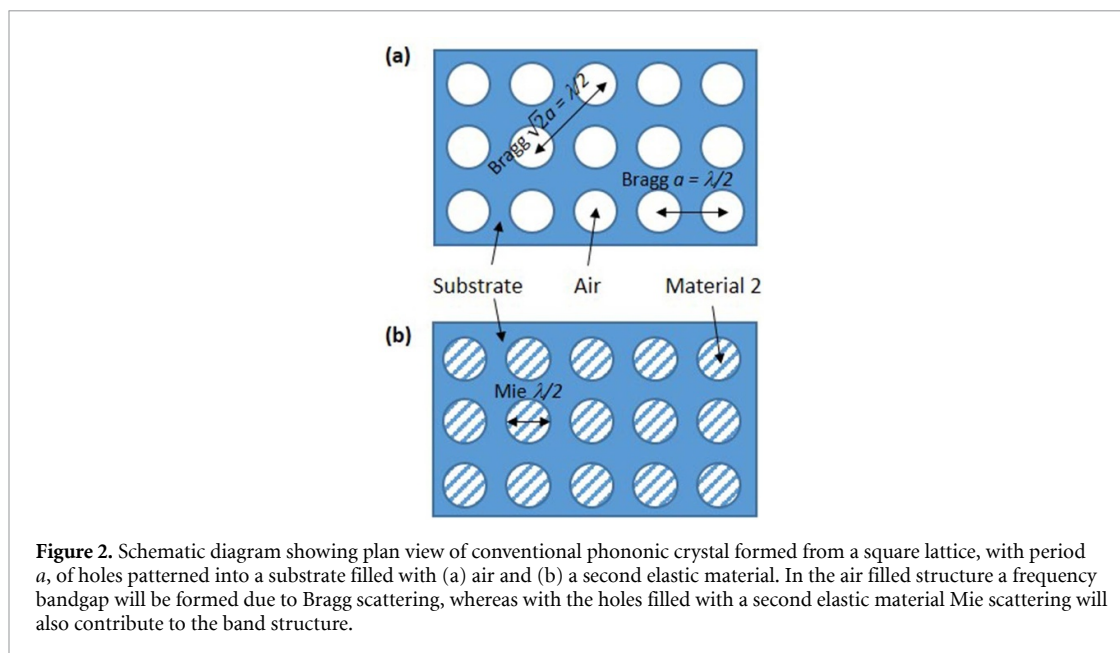 (a)
Bragg √2a = λ/2
Bragg a = λ/2
Substrate
Air
Material 2
(b)
Mie λ/2
Figure 2. Schematic diagram showing plan view of conventional phononic crystal formed from a square lattice, with period
a, of holes patterned into a substrate filled with (a) air and (b) a second elastic material. In the air filled structure a frequency
bandgap will be formed due to Bragg scattering, whereas with the holes filled with a second elastic material Mie scattering will
also contribute to the band structure.